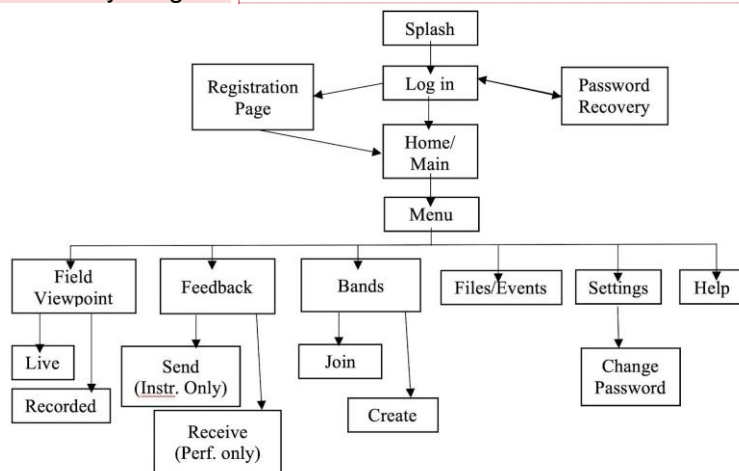 Splash
Log in
Registration
Page
Password
Recovery
Home/
Main
Menu
Field
Viewpoint
Feedback
Bands
Files/Events
Settings
Help
Live
Recorded
Send
(Instr. Only)
Receive
(Perf. only)
Join
Create
Change
Password